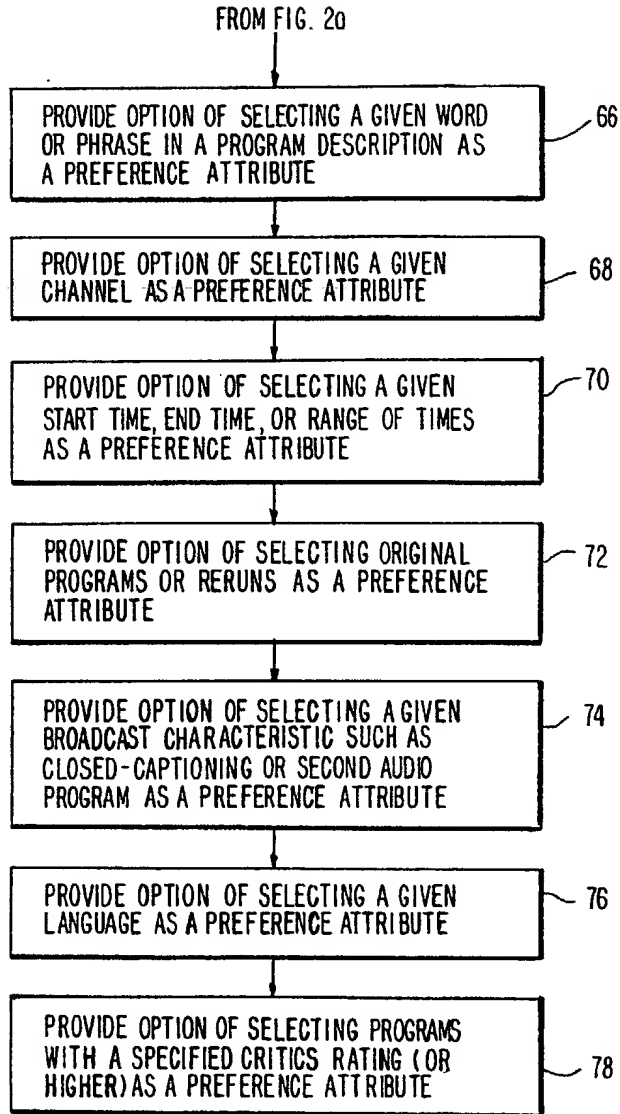 FROM FIG. 2a
PROVIDE OPTION OF SELECTING A GIVEN WORD
OR PHRASE IN A PROGRAM DESCRIPTION AS
A PREFERENCE ATTRIBUTE
66
PROVIDE OPTION OF SELECTING A GIVEN
CHANNEL AS A PREFERENCE ATTRIBUTE
68
PROVIDE OPTION OF SELECTING A GIVEN
START TIME, END TIME, OR RANGE OF TIMES
AS A PREFERENCE ATTRIBUTE
70
PROVIDE OPTION OF SELECTING ORIGINAL
PROGRAMS OR RERUNS AS A PREFERENCE
ATTRIBUTE
72
PROVIDE OPTION OF SELECTING A GIVEN
BROADCAST CHARACTERISTIC SUCH AS
CLOSED-CAPTIONING OR SECOND AUDIO
PROGRAM AS A PREFERENCE ATTRIBUTE
74
PROVIDE OPTION OF SELECTING A GIVEN
LANGUAGE AS A PREFERENCE ATTRIBUTE
76
PROVIDE OPTION OF SELECTING PROGRAMS
WITH A SPECIFIED CRITICS RATING (OR
HIGHER) AS A PREFERENCE ATTRIBUTE
78